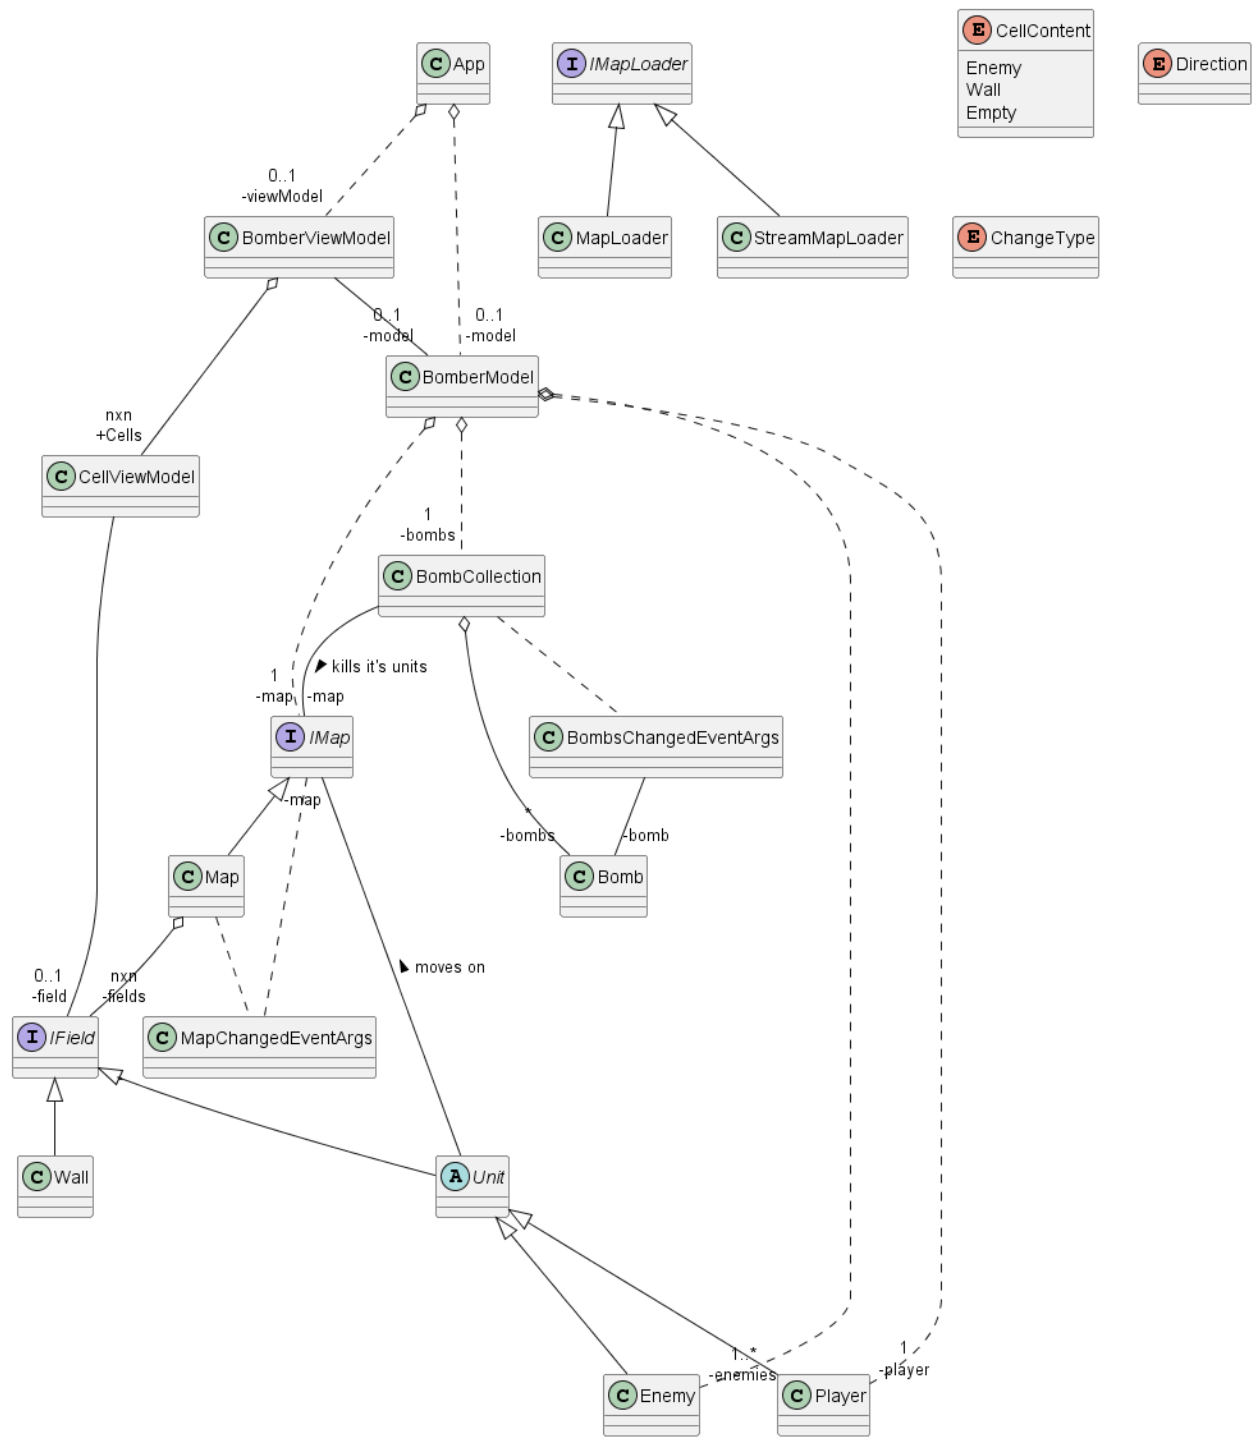 E CellContent
Enemy
Wall
Empty
C App
I IMapLoader
E Direction
0..1
-viewModel
C BomberViewModel
C MapLoader
C StreamMapLoader
E ChangeType
0..1
-model
0..1
-model
C BomberModel
nxn
+Cells
C CellViewModel
1
-bombs
C BombCollection
kills it's units
1
-map
-map
I IMap
C BombsChangedEventArgs
-map
*
-bombs
-bomb
C Map
C Bomb
moves on
0..1
-field
nxn
-fields
I IField
C MapChangedEventArgs
C Wall
A Unit
1..*
-enemies
1
-player
C Enemy
C Player